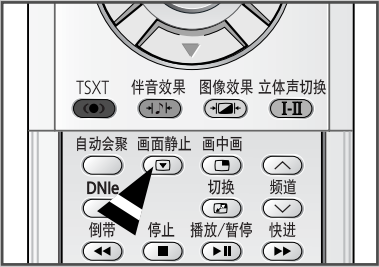 TSXT 伴音效果 图像效果 立体声切换
I-II
自动会聚 画面静止 画中画
DNIe 切换 频道
倒带 停止 播放/暂停 快进